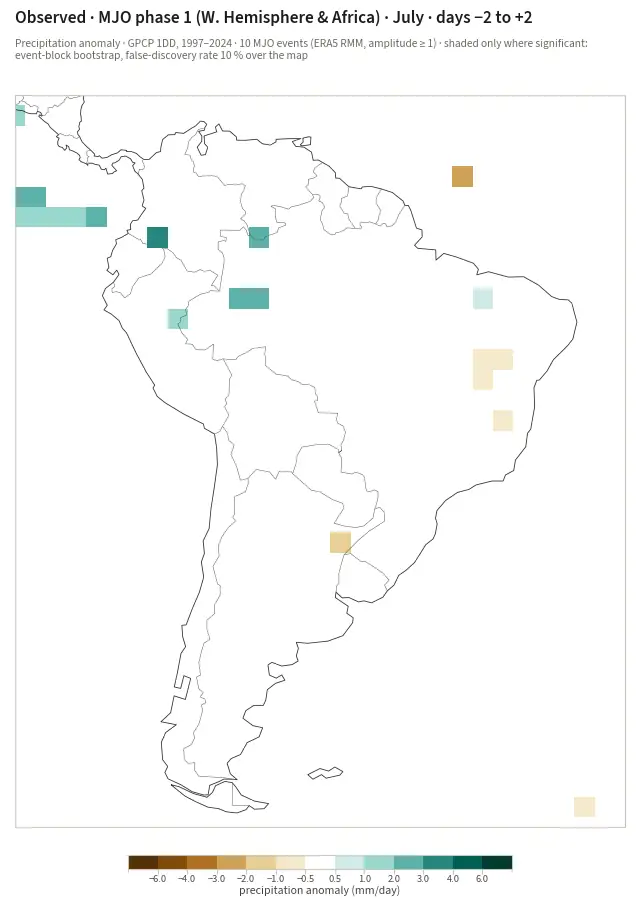 Observed · MJO phase 1 (W. Hemisphere & Africa) · July · days −2 to +2
Precipitation anomaly · GPCP 1DD, 1997–2024 · 10 MJO events (ERA5 RMM, amplitude ≥ 1) · shaded only where significant:
event-block bootstrap, false-discovery rate 10 % over the map
−6.0 −4.0 −3.0 −2.0 −1.0 −0.5 0.5 1.0 2.0 3.0 4.0 6.0
precipitation anomaly (mm/day)